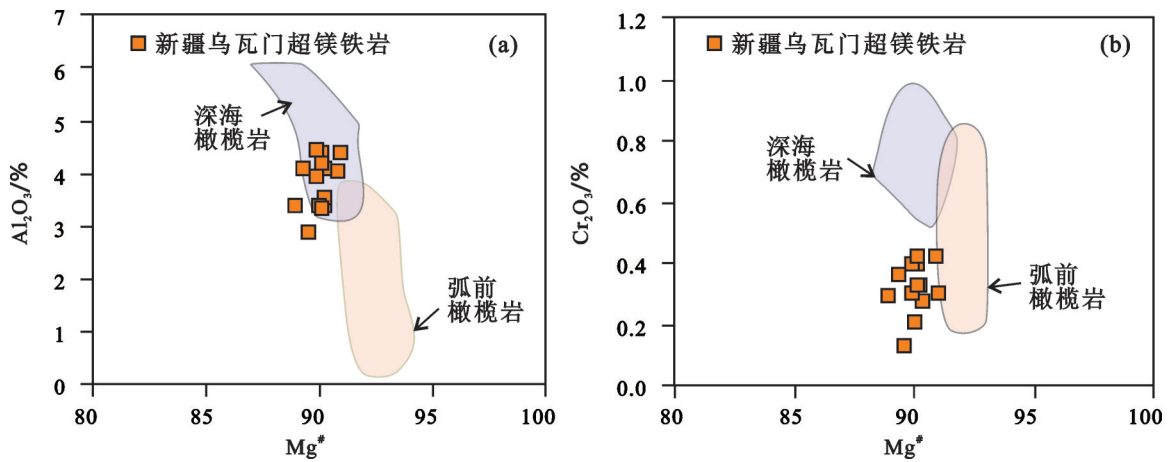 新疆乌瓦门超镁铁岩 (a)
深海
橄榄岩
弧前
橄榄岩
Al₂O₃/%
7
6
5
4
3
2
1
0
80 85 90 95 100
Mg#
新疆乌瓦门超镁铁岩 (b)
深海
橄榄岩
弧前
橄榄岩
Cr₂O₃/%
1.2
1.0
0.8
0.6
0.4
0.2
0.0
80 85 90 95 100
Mg#